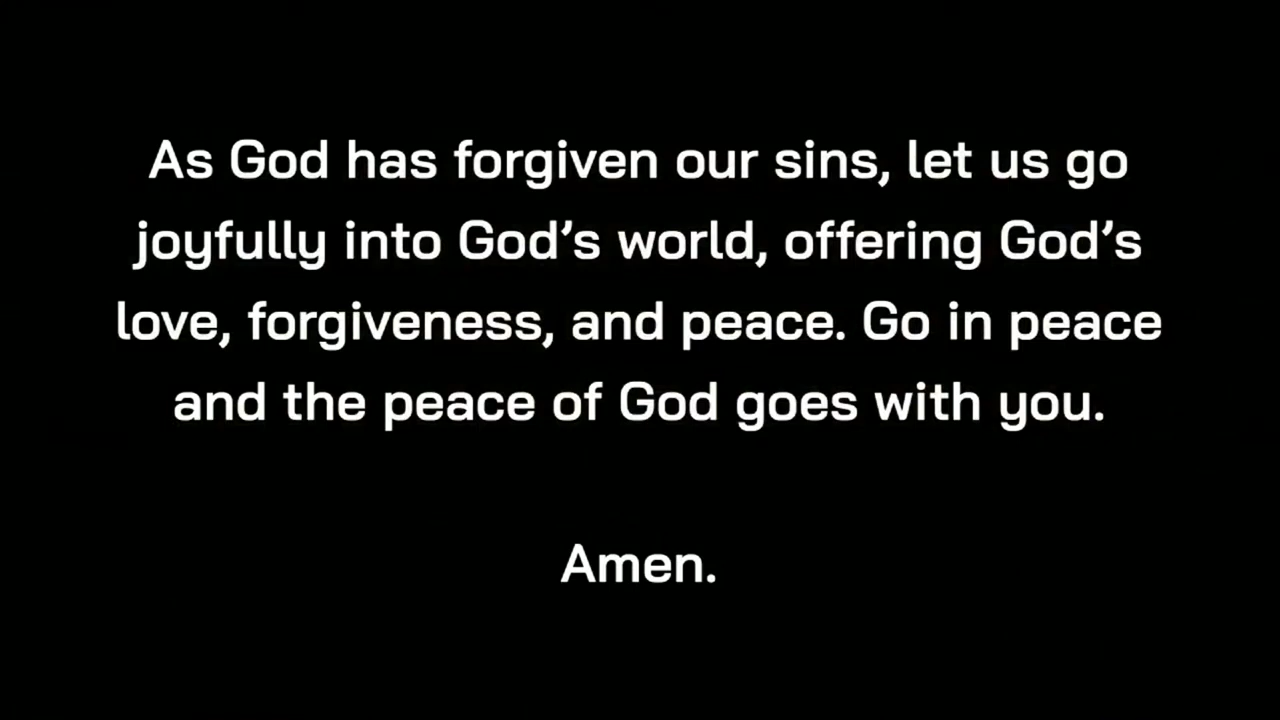 As God has forgiven our sins, let us go
joyfully into God’s world, offering God’s
love, forgiveness, and peace. Go in peace
and the peace of God goes with you.
Amen.